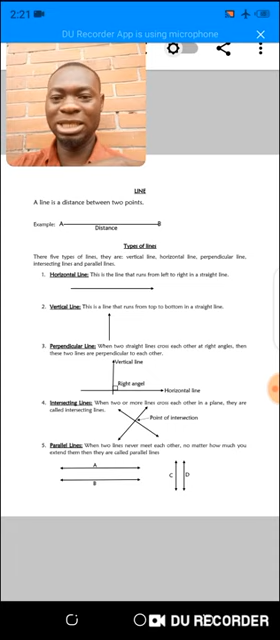 2:21
DU Recorder App is using microphone
LINE
A line is a distance between two points.
Example: A B
Distance
Types of lines
There five types of lines, they are: vertical line, horizontal line, perpendicular line,
intersecting lines and parallel lines.
1. Horizontal Line: This is the line that runs from left to right in a straight line.
2. Vertical Line: This is a line that runs from top to bottom in a straight line.
3. Perpendicular Line: When two straight lines cross each other at right angles, then
these two lines are perpendicular to each other.
Vertical line
Right angel
Horizontal line
4. Intersecting Lines: When two or more lines cross each other in a plane, they are
called intersecting lines.
Point of intersection
5. Parallel Lines: When two lines never meet each other, no matter how much you
extend them then they are called parallel lines
A
B
C D
DU RECORDER